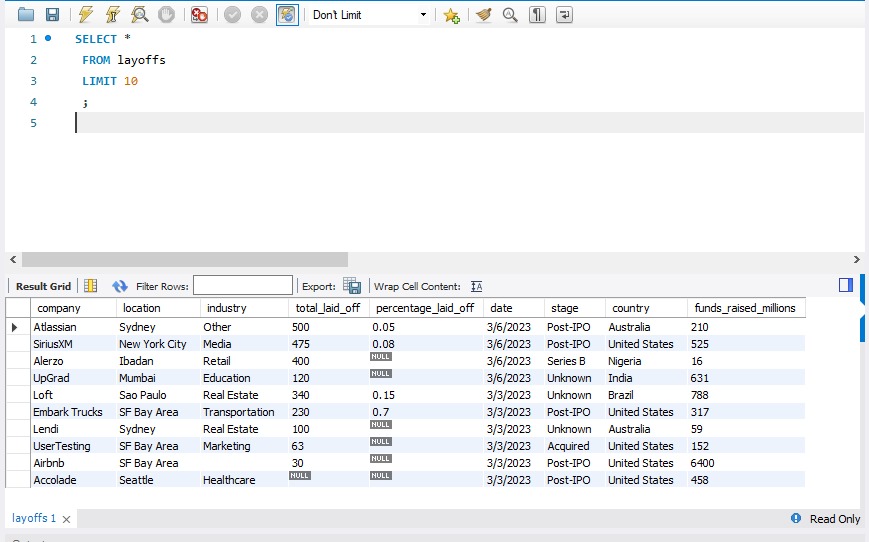 Don't Limit
1 SELECT *
2 FROM layoffs
3 LIMIT 10
4 ;
5
Result Grid Filter Rows: Export: Wrap Cell Content:
company location industry total_laid_off percentage_laid_off date stage country funds_raised_millions
Atlassian Sydney Other 500 0.05 3/6/2023 Post-IPO Australia 210
SiriusXM New York City Media 475 0.08 3/6/2023 Post-IPO United States 525
Alerzo Ibadan Retail 400 NULL 3/6/2023 Series B Nigeria 16
UpGrad Mumbai Education 120 NULL 3/6/2023 Unknown India 631
Loft Sao Paulo Real Estate 340 0.15 3/3/2023 Unknown Brazil 788
Embark Trucks SF Bay Area Transportation 230 0.7 3/3/2023 Post-IPO United States 317
Lendi Sydney Real Estate 100 NULL 3/3/2023 Unknown Australia 59
UserTesting SF Bay Area Marketing 63 NULL 3/3/2023 Acquired United States 152
Airbnb SF Bay Area 30 NULL 3/3/2023 Post-IPO United States 6400
Accolade Seattle Healthcare NULL NULL 3/3/2023 Post-IPO United States 458
layoffs 1 Read Only